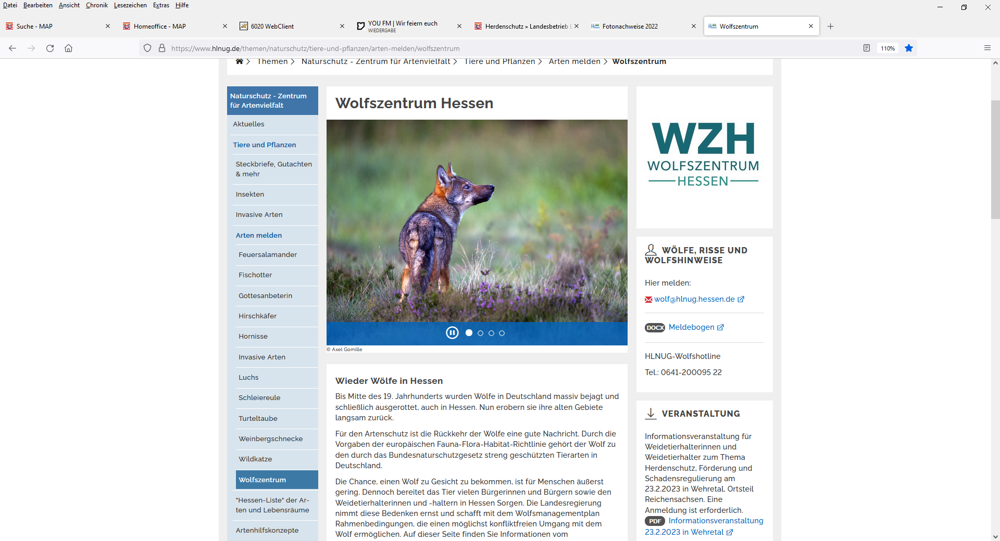 Datei Bearbeiten Ansicht Chronik Lesezeichen Extras Hilfe
Suche - MAP
Homeoffice - MAP
6020 WebClient
YOU FM | Wir feiern euch
WIEDERGABE
Herdenschutz » Landesbetrieb L
Fotonachweise 2022
Wolfszentrum
https://www.hlnug.de/themen/naturschutz/tiere-und-pflanzen/arten-melden/wolfszentrum
110%
Themen > Naturschutz - Zentrum für Artenvielfalt > Tiere und Pflanzen > Arten melden > Wolfszentrum
Naturschutz - Zentrum
für Artenvielfalt
Aktuelles
Tiere und Pflanzen
Steckbriefe, Gutachten
& mehr
Insekten
Invasive Arten
Arten melden
Feuersalamander
Fischotter
Gottesanbeterin
Hirschkäfer
Hornisse
Invasive Arten
Luchs
Schleiereule
Turteltaube
Weinbergschnecke
Wildkatze
Wolfszentrum
"Hessen-Liste" der Ar-
ten und Lebensräume
Artenhilfskonzepte
Wolfszentrum Hessen
© Axel Gomille
Wieder Wölfe in Hessen
Bis Mitte des 19. Jahrhunderts wurden Wölfe in Deutschland massiv bejagt und
schließlich ausgerottet, auch in Hessen. Nun erobern sie ihre alten Gebiete
langsam zurück.
Für den Artenschutz ist die Rückkehr der Wölfe eine gute Nachricht. Durch die
Vorgaben der europäischen Fauna-Flora-Habitat-Richtlinie gehört der Wolf zu
den durch das Bundesnaturschutzgesetz streng geschützten Tierarten in
Deutschland.
Die Chance, einen Wolf zu Gesicht zu bekommen, ist für Menschen äußerst
gering. Dennoch bereitet das Tier vielen Bürgerinnen und Bürgern sowie den
Weidetierhalterinnen und -haltern in Hessen Sorgen. Die Landesregierung
nimmt diese Bedenken ernst und schafft mit dem Wolfsmanagementplan
Rahmenbedingungen, die einen möglichst konfliktfreien Umgang mit dem
Wolf ermöglichen. Auf dieser Seite finden Sie Informationen vom
WZH
WOLFSZENTRUM
HESSEN
WÖLFE, RISSE UND
WOLFSHINWEISE
Hier melden:
wolf@hlnug.hessen.de
DOCX Meldebogen
HLNUG-Wolfshotline
Tel.: 0641-200095 22
VERANSTALTUNG
Informationsveranstaltung für
Weidetierhalterinnen und
Weidetierhalter zum Thema
Herdenschutz, Förderung und
Schadensregulierung am
23.2.2023 in Wehretal, Ortsteil
Reichensachsen. Eine
Anmeldung ist erforderlich.
PDF Informationsveranstaltung
23.2.2023 in Wehretal